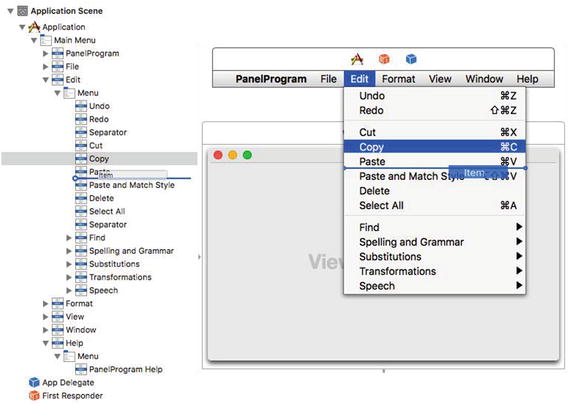 Application Scene
Application
Main Menu
PanelProgram
File
Edit
Menu
Undo
Redo
Separator
Cut
Copy
Paste
Item
Paste and Match Style
Delete
Select All
Separator
Find
Spelling and Grammar
Substitutions
Transformations
Speech
Format
View
Window
Help
Menu
PanelProgram Help
App Delegate
First Responder
PanelProgram File Edit Format View Window Help
Undo ⌘Z
Redo ⇧⌘Z
Cut ⌘X
Copy ⌘C
Paste ⌘V
Item
Paste and Match Style ⌥⇧⌘V
Delete
Select All ⌘A
Find
Spelling and Grammar
Substitutions
Transformations
Speech
View